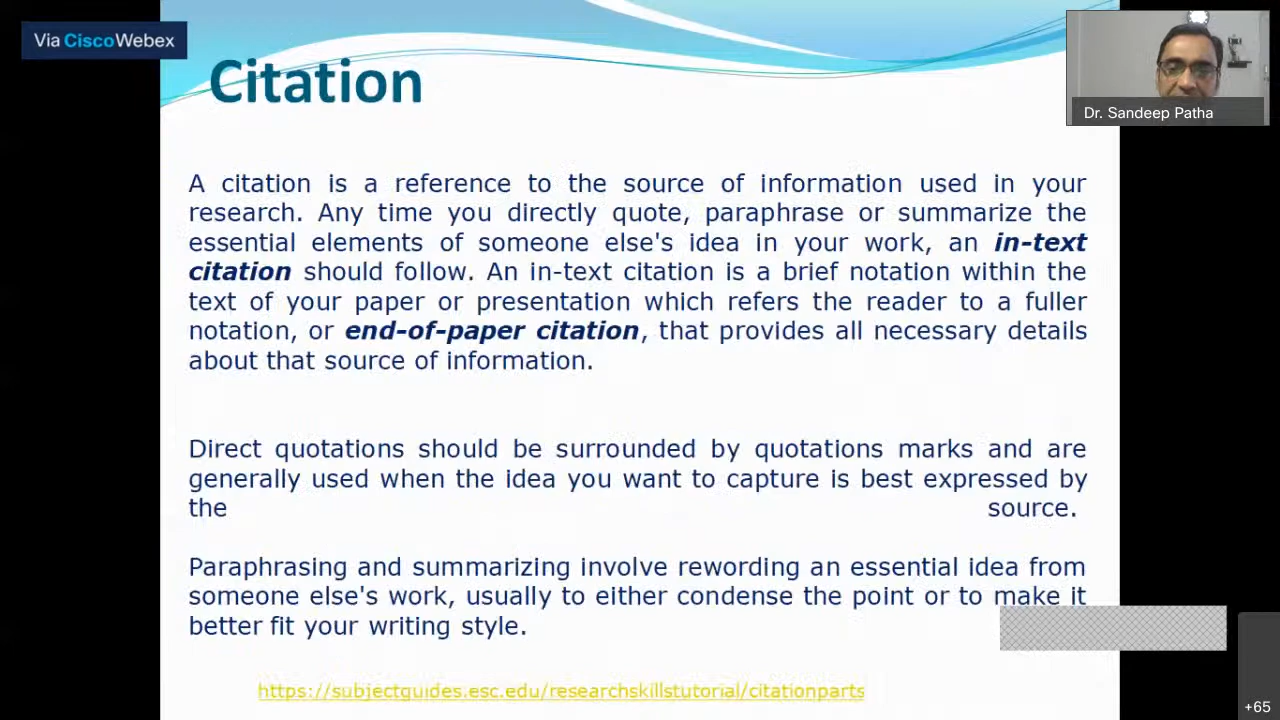 Via CiscoWebex
Citation
Dr. Sandeep Patha
A citation is a reference to the source of information used in your
research. Any time you directly quote, paraphrase or summarize the
essential elements of someone else's idea in your work, an in-text
citation should follow. An in-text citation is a brief notation within the
text of your paper or presentation which refers the reader to a fuller
notation, or end-of-paper citation, that provides all necessary details
about that source of information.
Direct quotations should be surrounded by quotations marks and are
generally used when the idea you want to capture is best expressed by
the source.
Paraphrasing and summarizing involve rewording an essential idea from
someone else's work, usually to either condense the point or to make it
better fit your writing style.
https://subjectguides.esc.edu/researchskillstutorial/citationparts
+65